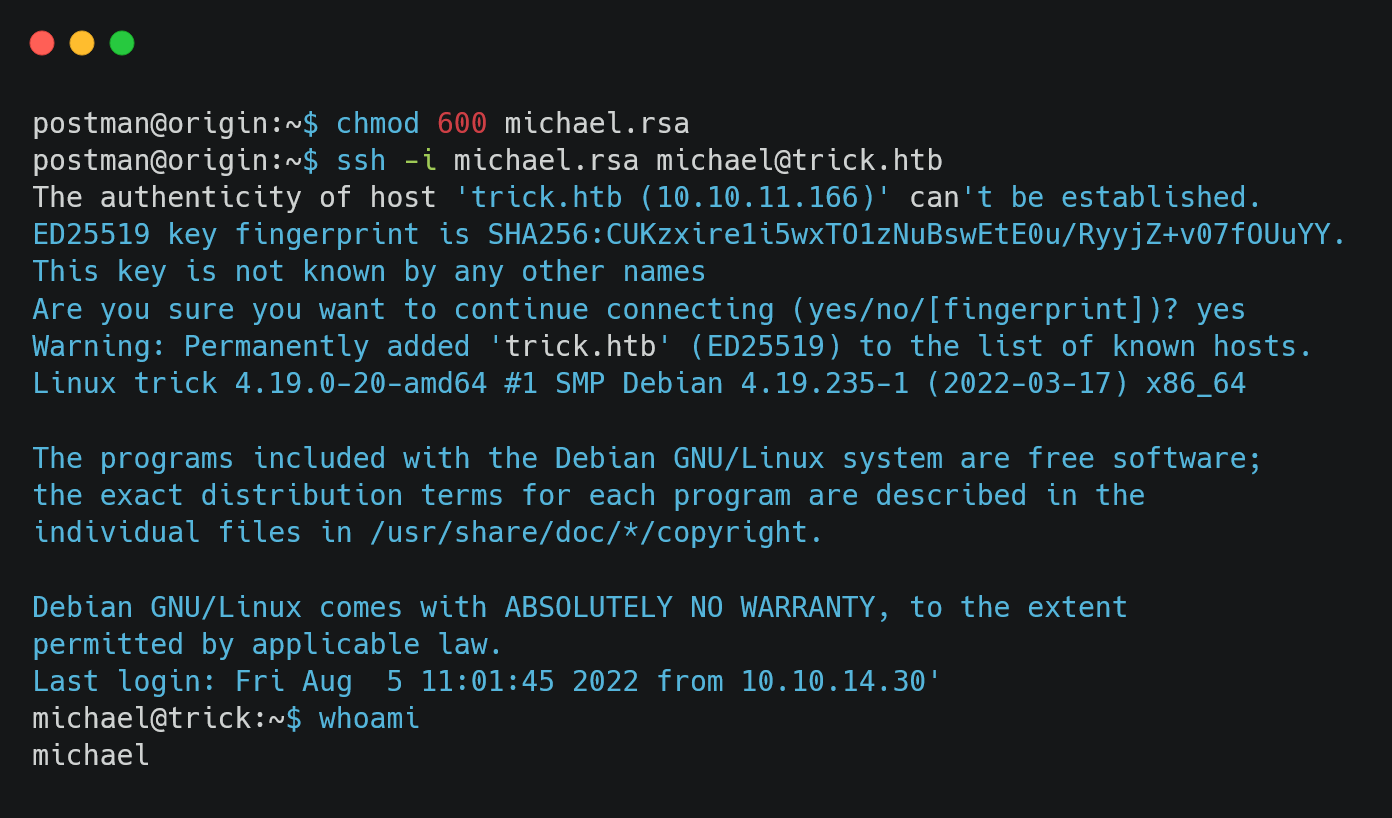 postman@origin:~$ chmod 600 michael.rsa
postman@origin:~$ ssh -i michael.rsa michael@trick.htb
The authenticity of host 'trick.htb (10.10.11.166)' can't be established.
ED25519 key fingerprint is SHA256:CUKzxire1i5wxTO1zNuBswEtE0u/RyyjZ+v07fOUuYY.
This key is not known by any other names
Are you sure you want to continue connecting (yes/no/[fingerprint])? yes
Warning: Permanently added 'trick.htb' (ED25519) to the list of known hosts.
Linux trick 4.19.0-20-amd64 #1 SMP Debian 4.19.235-1 (2022-03-17) x86_64

The programs included with the Debian GNU/Linux system are free software;
the exact distribution terms for each program are described in the
individual files in /usr/share/doc/*/copyright.

Debian GNU/Linux comes with ABSOLUTELY NO WARRANTY, to the extent
permitted by applicable law.
Last login: Fri Aug  5 11:01:45 2022 from 10.10.14.30'
michael@trick:~$ whoami
michael